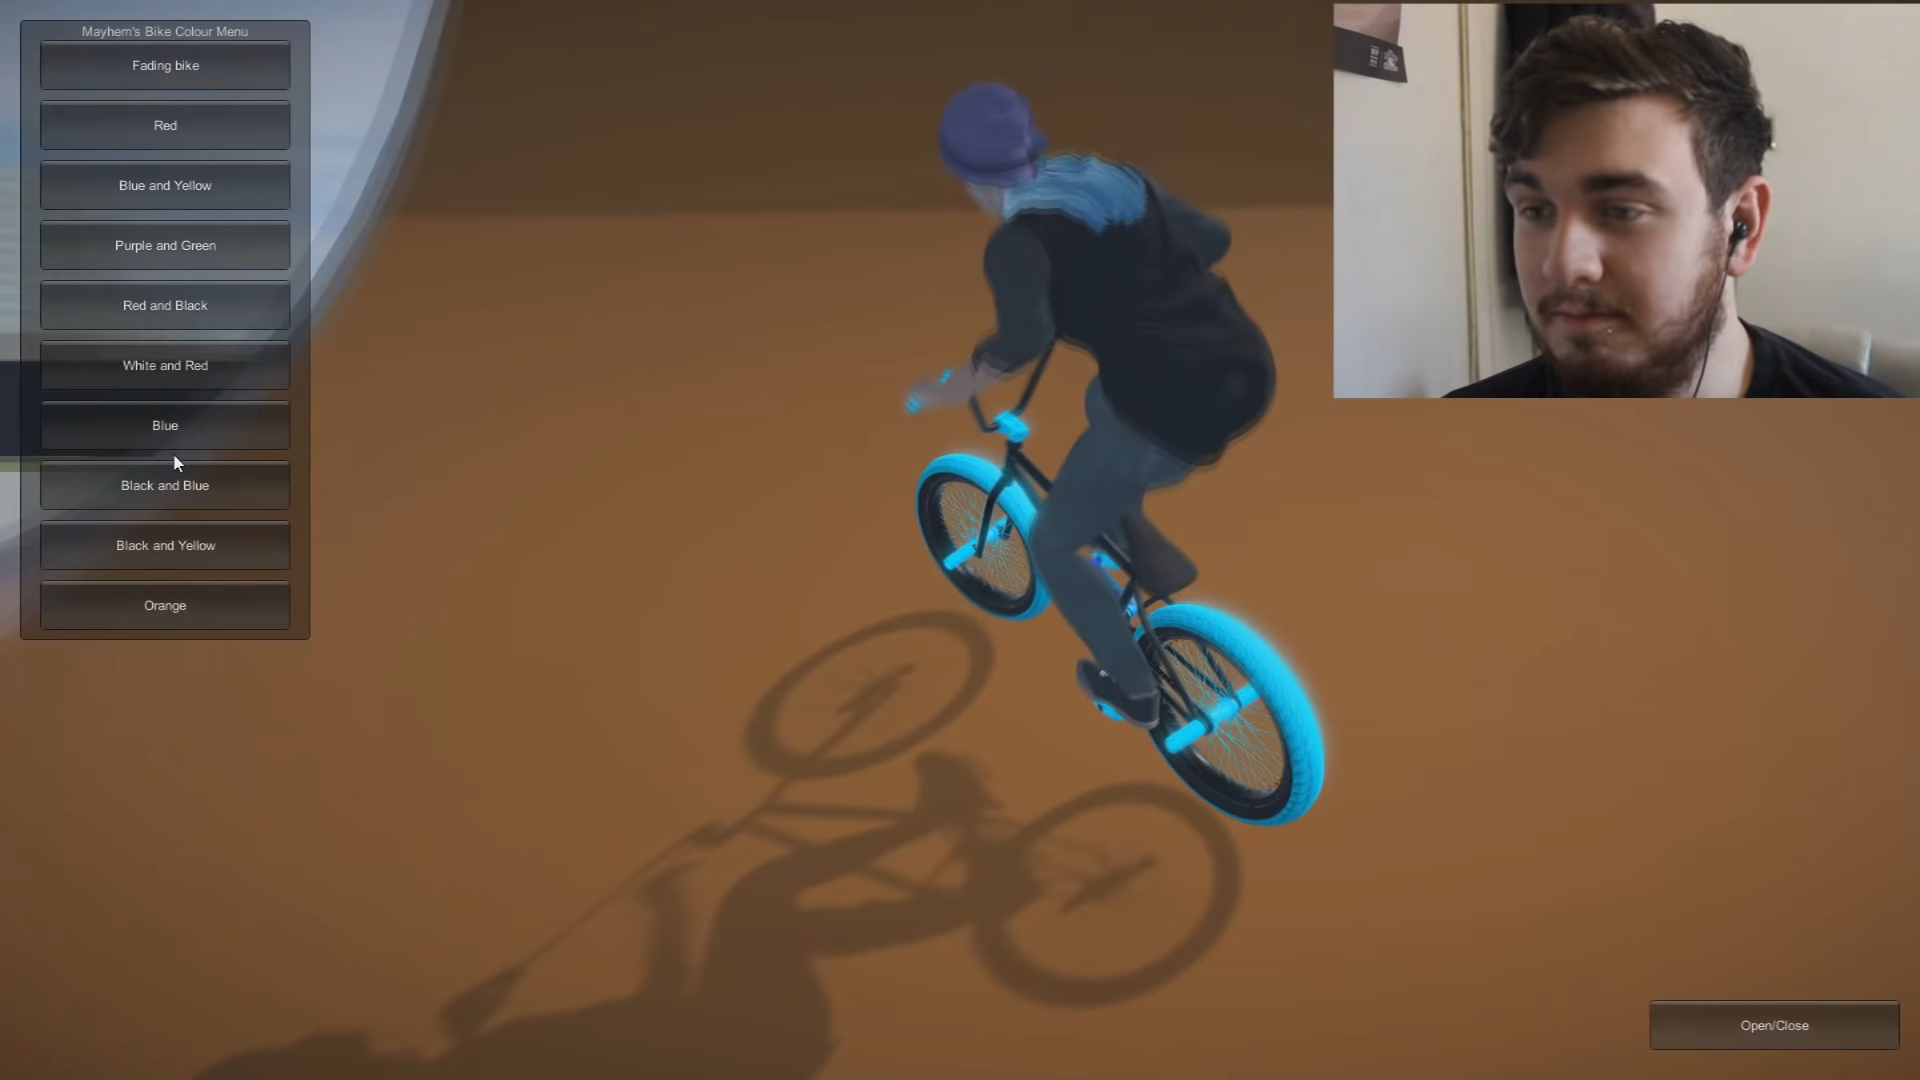 Mayhem's Bike Colour Menu
Fading bike
Red
Blue and Yellow
Purple and Green
Red and Black
White and Red
Blue
Black and Blue
Black and Yellow
Orange
Open/Close